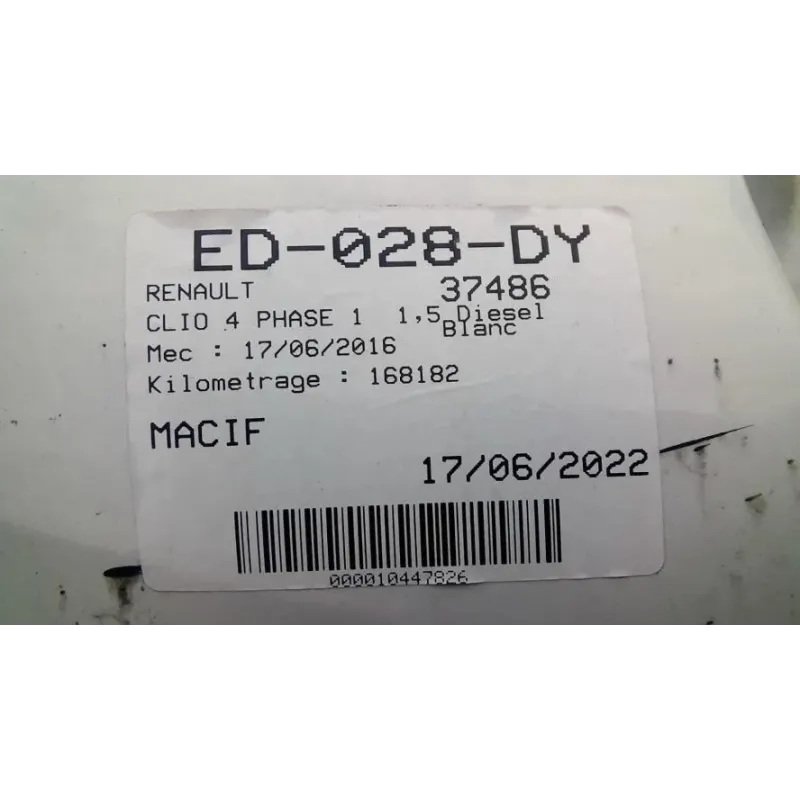 ED-028-DY
RENAULT 37486
CLIO 4 PHASE 1 1,5 Diesel
Blanc
Mec : 17/06/2016
Kilometrage : 168182
MACIF
17/06/2022
000010447826